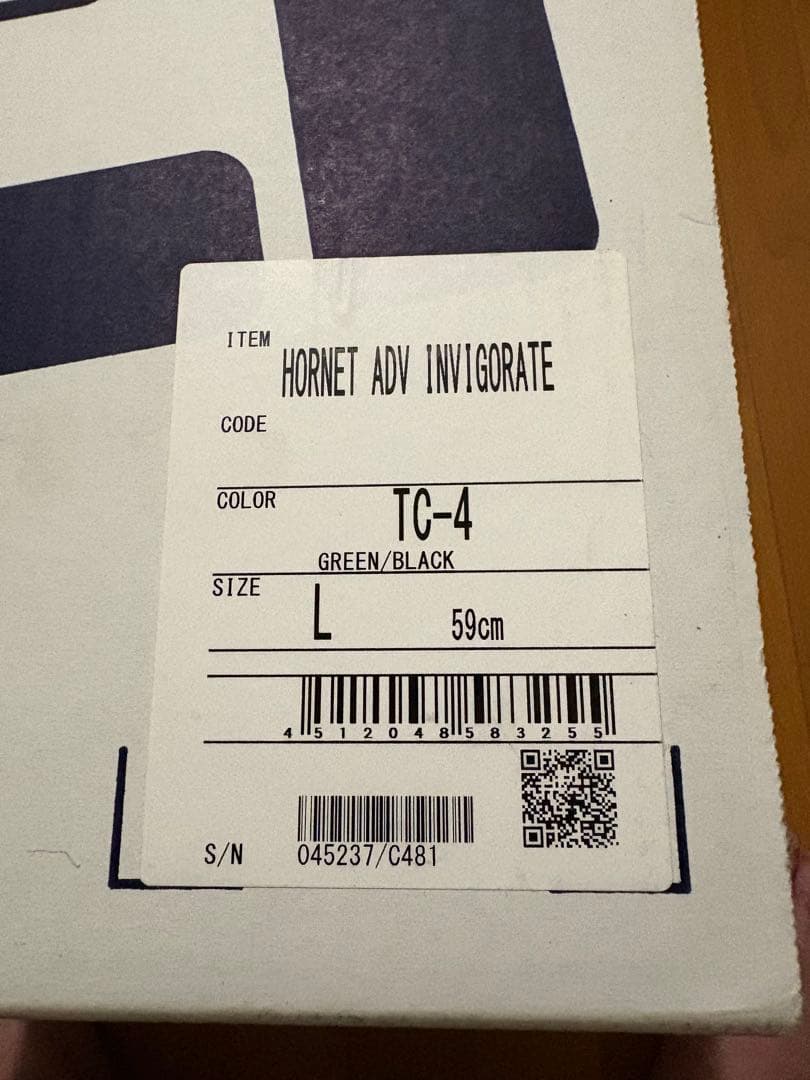 ITEM
HORNET ADV INVIGORATE
CODE
COLOR
TC-4
GREEN/BLACK
SIZE
L 59cm
4 512048 583255
S/N 045237/C481